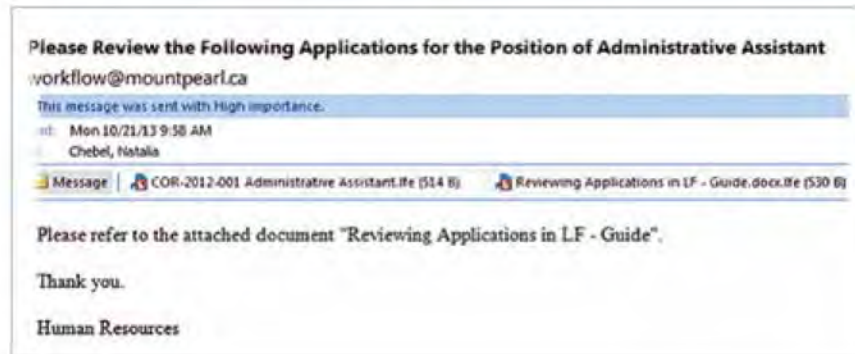 Please Review the Following Applications for the Position of Administrative Assistant
workflow@mountpearl.ca
This message was sent with High importance.
Mon 10/21/13 9:58 AM
Chebel, Natalia
Message COR-2012-001 Administrative Assistant.lfe (514 B) Reviewing Applications in LF - Guide.docx.lfe (530 B)
Please refer to the attached document "Reviewing Applications in LF - Guide".
Thank you.
Human Resources